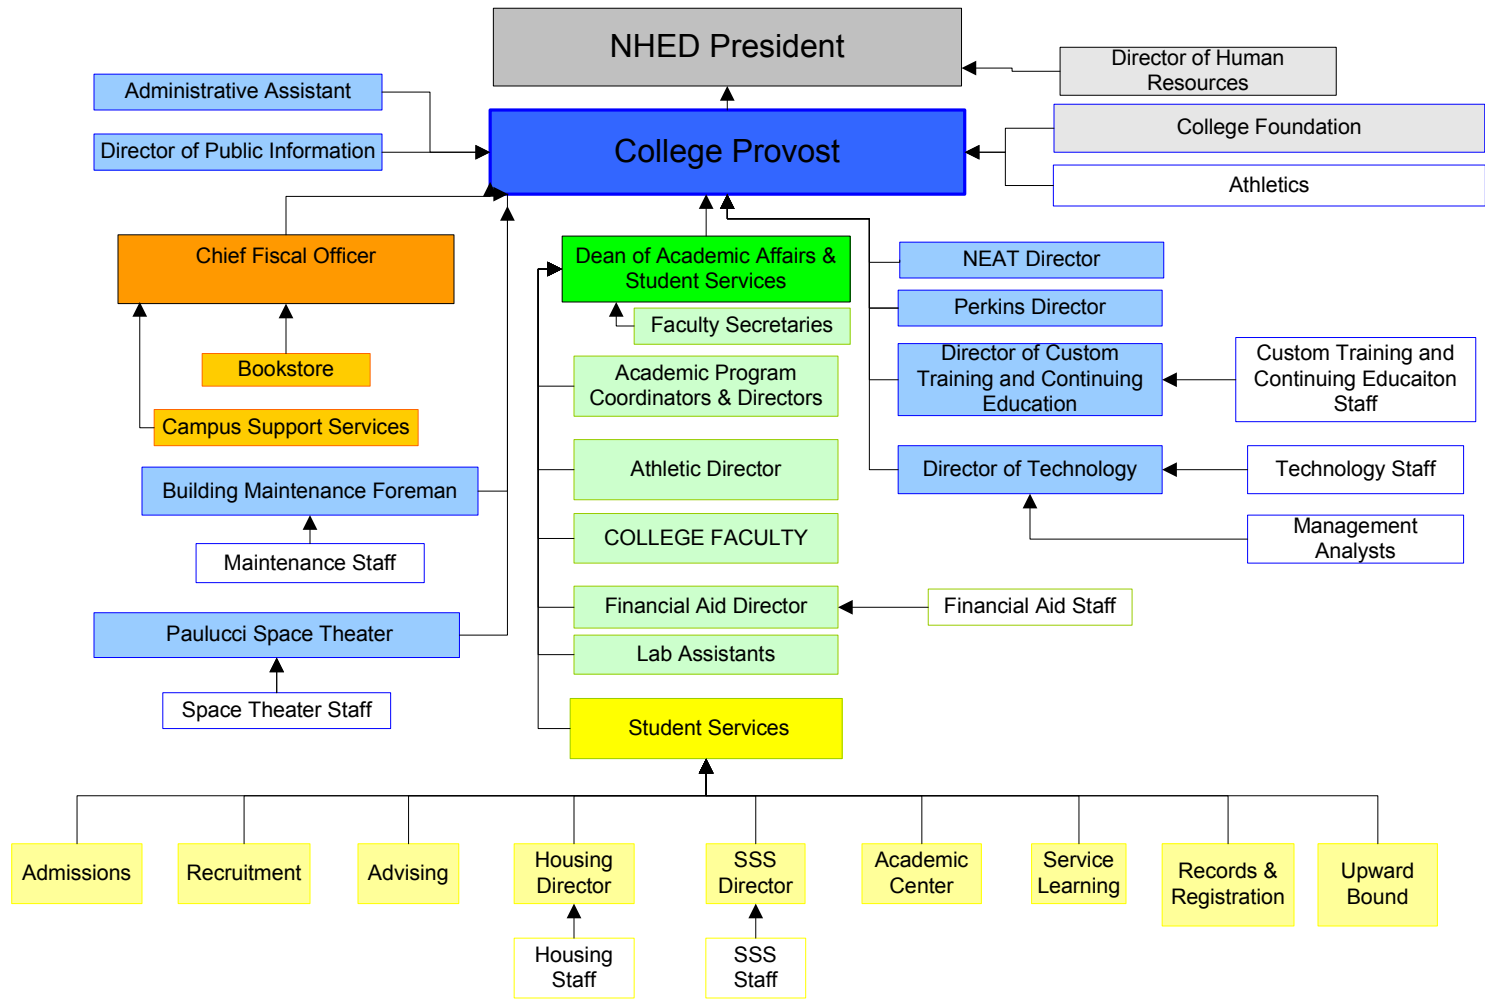 NHED President
Director of Human
Resources
Administrative Assistant
College Foundation
Director of Public Information
College Provost
Athletics
Chief Fiscal Officer
Dean of Academic Affairs &
Student Services
NEAT Director
Perkins Director
Faculty Secretaries
Bookstore
Academic Program
Coordinators & Directors
Director of Custom
Training and Continuing
Education
Custom Training and
Continuing Educaiton
Staff
Campus Support Services
Building Maintenance Foreman
Athletic Director
Director of Technology
Technology Staff
Maintenance Staff
COLLEGE FACULTY
Management
Analysts
Financial Aid Director
Financial Aid Staff
Paulucci Space Theater
Lab Assistants
Space Theater Staff
Student Services
Admissions
Recruitment
Advising
Housing
Director
SSS
Director
Academic
Center
Service
Learning
Records &
Registration
Upward
Bound
Housing
Staff
SSS
Staff